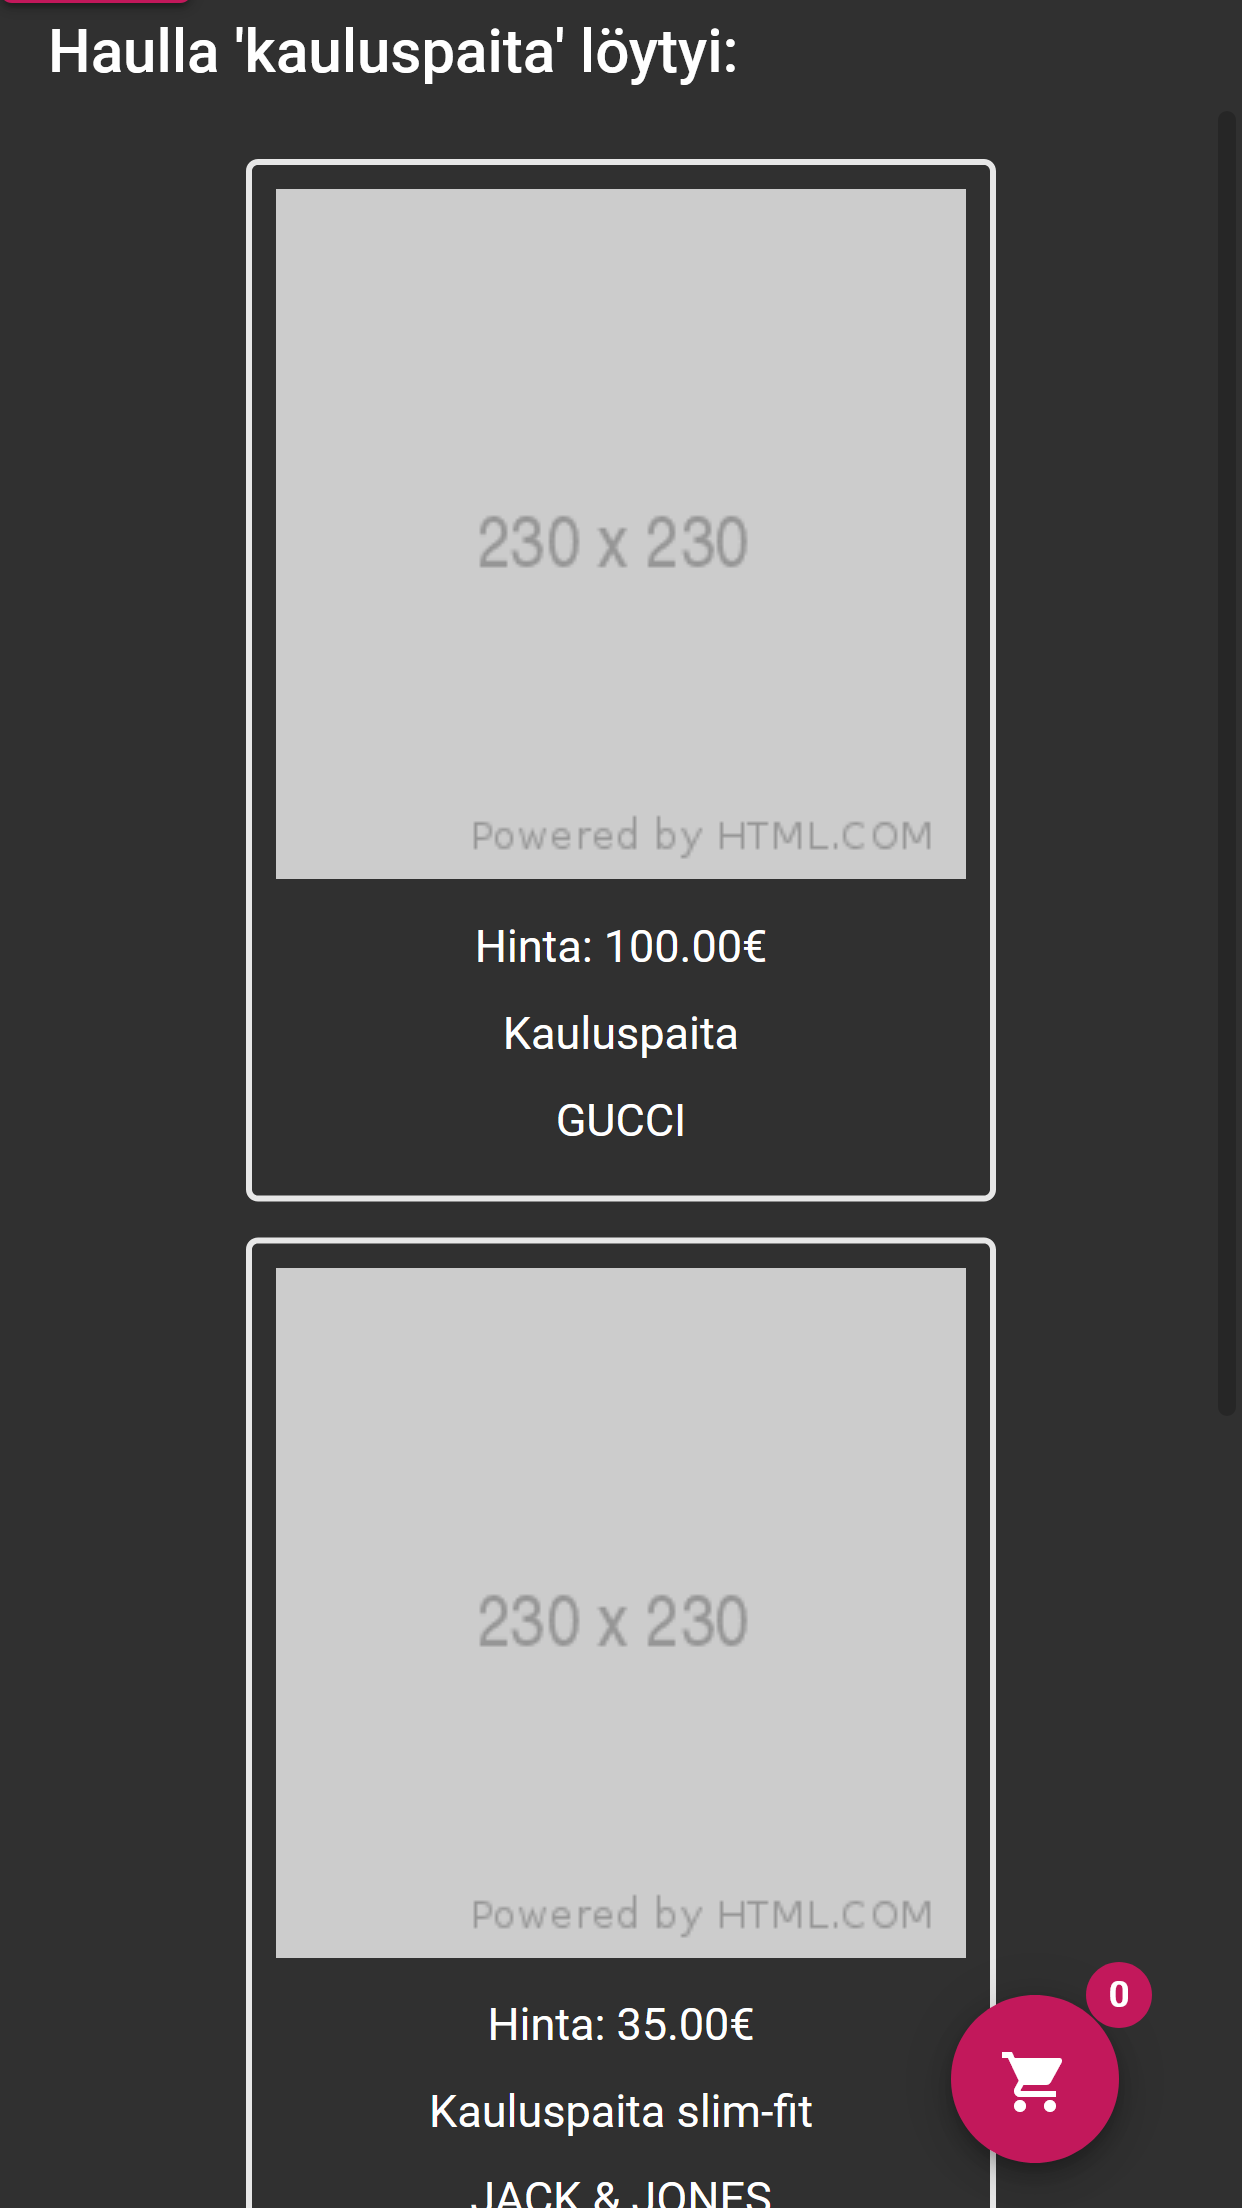 Haulla 'kauluspaita' löytyi:
230 x 230
Powered by HTML.COM
Hinta: 100.00€
Kauluspaita
GUCCI
230 x 230
Powered by HTML.COM
Hinta: 35.00€
Kauluspaita slim-fit
JACK & JONES
0